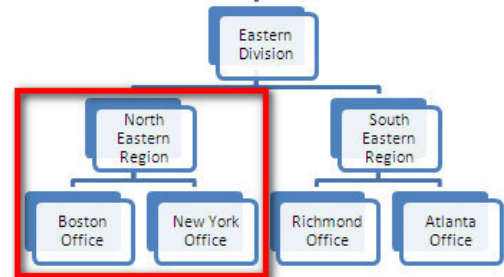 Eastern
Division
North
Eastern
Region
South
Eastern
Region
Boston
Office
New York
Office
Richmond
Office
Atlanta
Office